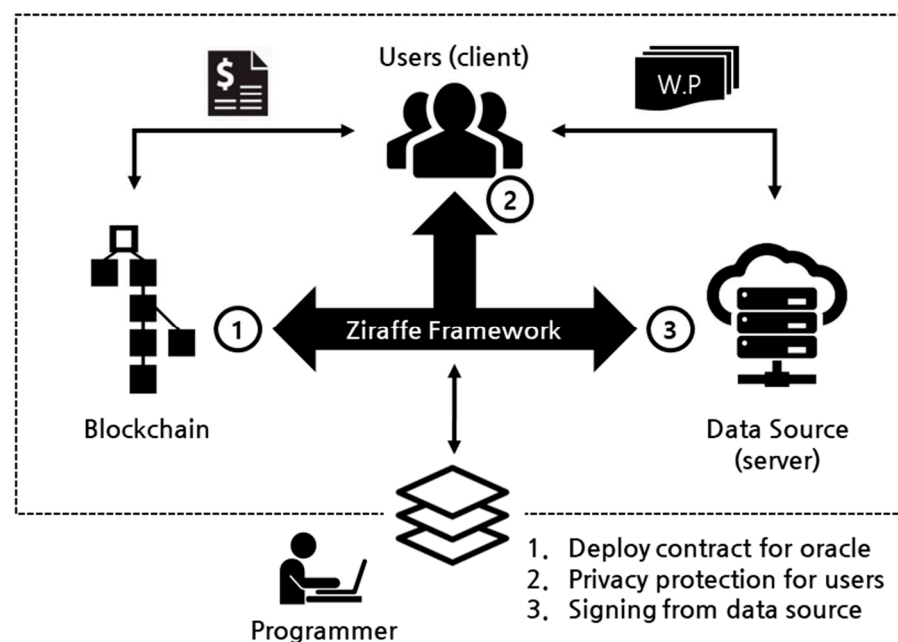 Users (client)
$
W.P
2
1
Ziraffe Framework
3
Blockchain
Data Source
(server)
1. Deploy contract for oracle
2. Privacy protection for users
3. Signing from data source
Programmer